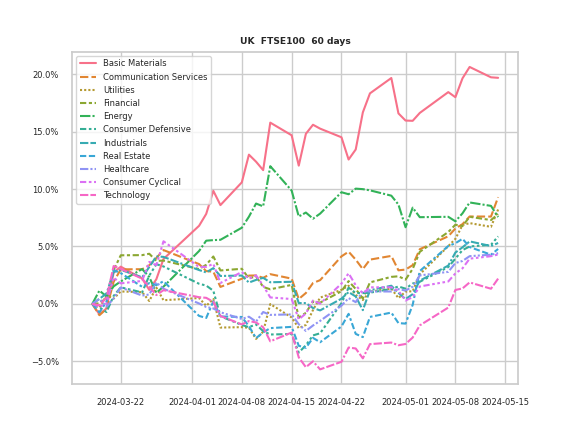 UK  FTSE100  60 days
20.0%
15.0%
10.0%
5.0%
0.0%
−5.0%
Basic Materials
Communication Services
Utilities
Financial
Energy
Consumer Defensive
Industrials
Real Estate
Healthcare
Consumer Cyclical
Technology
2024-03-22
2024-04-01
2024-04-08
2024-04-15
2024-04-22
2024-05-01
2024-05-08
2024-05-15